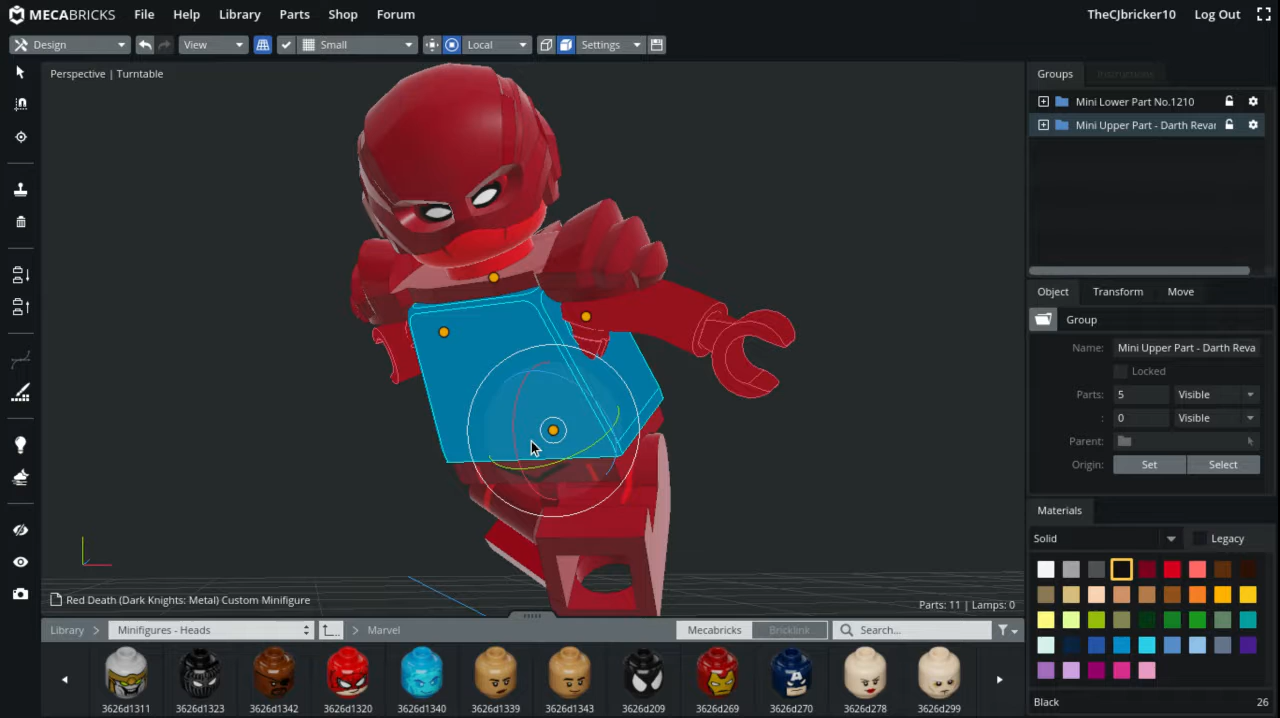 MECABRICKS File Help Library Parts Shop Forum TheCJbricker10 Log Out
Design View Small Local Settings
Perspective | Turntable
Groups Instructions
Mini Lower Part No.1210
Mini Upper Part - Darth Revan
Object Transform Move
Group
Name: Mini Upper Part - Darth Reva
Locked
Parts: 5 Visible
: 0 Visible
Parent:
Origin: Set Select
Materials
Solid Legacy
Black 26
Red Death (Dark Knights: Metal) Custom Minifigure Parts: 11 | Lamps: 0
Library Minifigures - Heads Marvel Mecabricks Bricklink Search...
3626d1311 3626d1323 3626d1342 3626d1320 3626d1340 3626d1339 3626d1343 3626d209 3626d269 3626d270 3626d278 3626d299